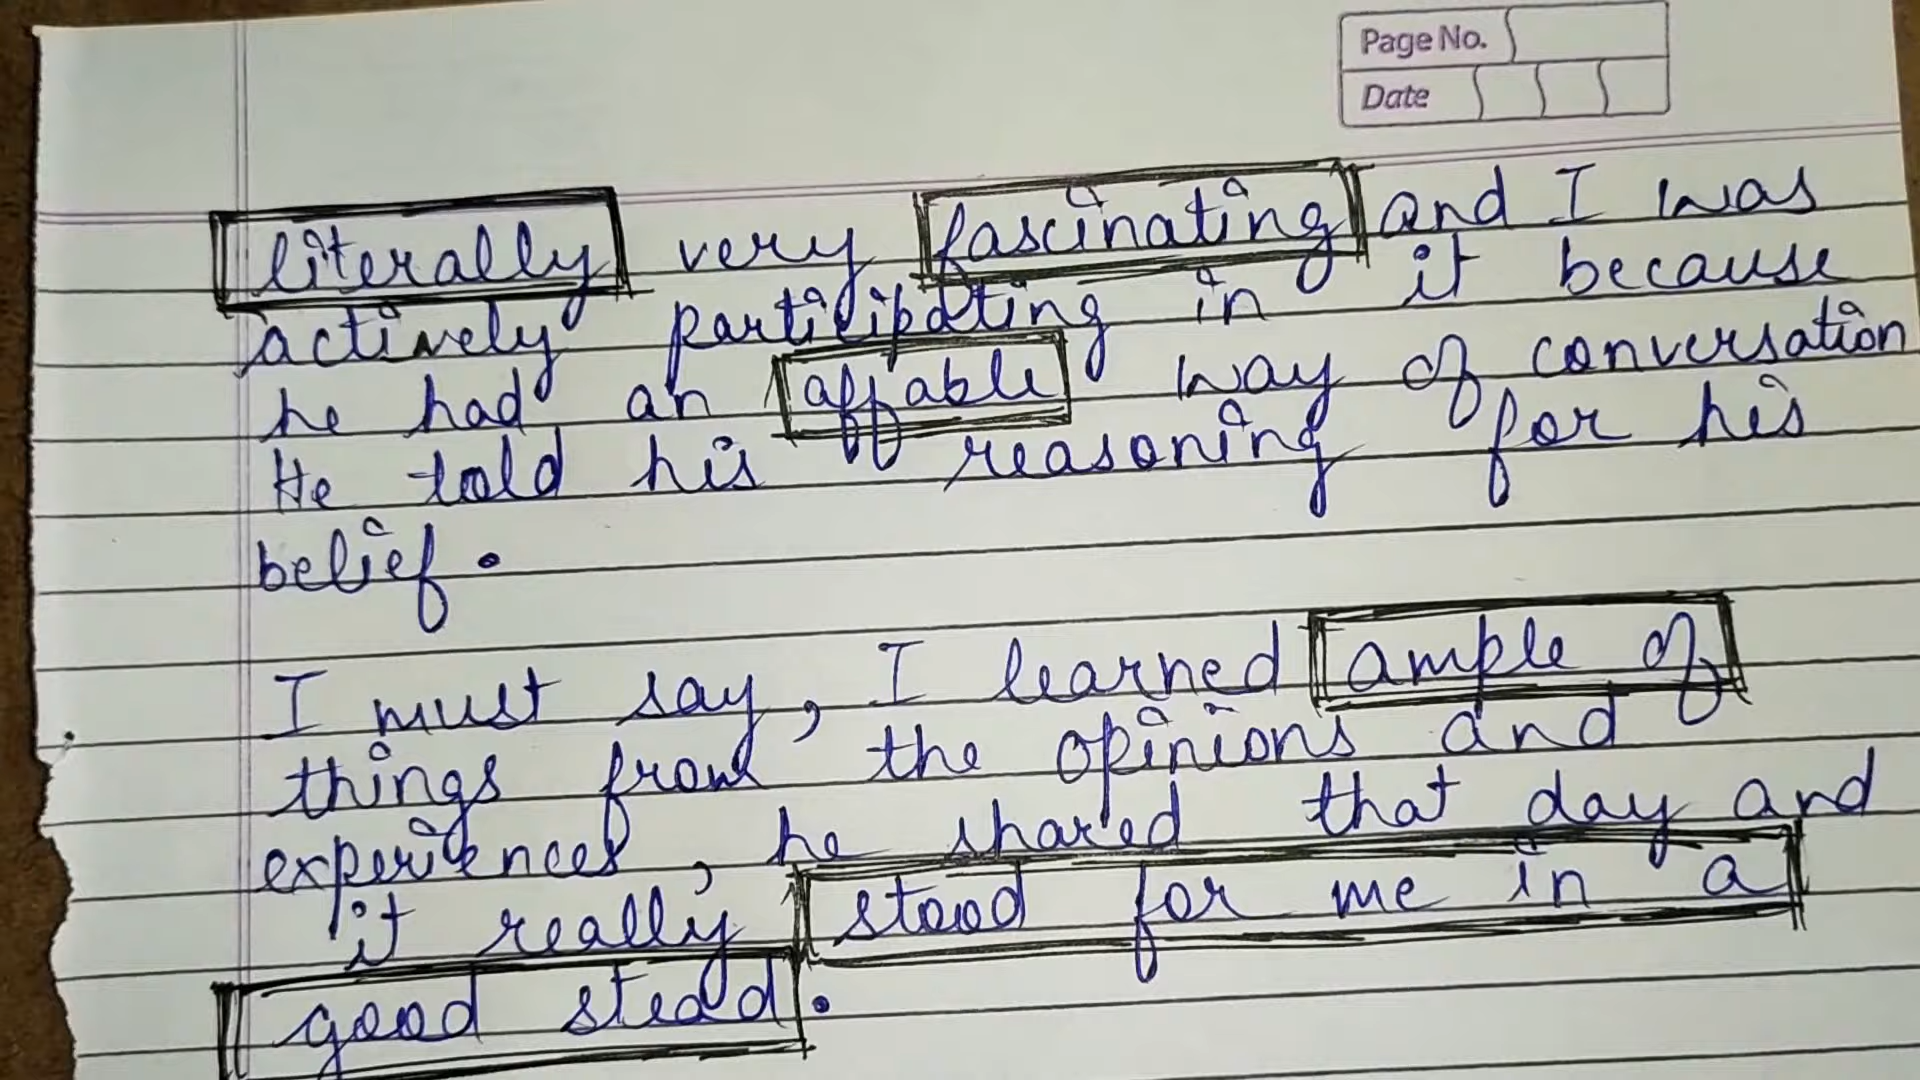 Page No.
Date
literally very fascinating and I was
actively participating in it because
he had an affable way of conversation
He told his reasoning for his
belief.
I must say, I learned ample of
things from the opinions and
experiences, he shared that day and
it really stood for me in a
good stead.